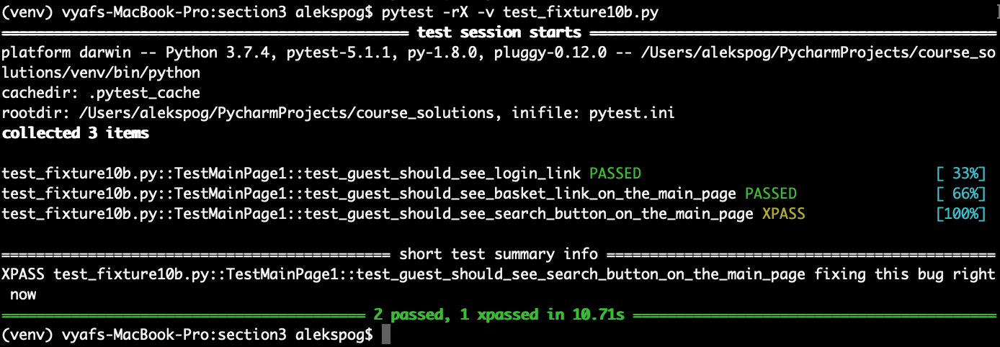 (venv) vyafs-MacBook-Pro:section3 alekspog$ pytest -rX -v test_fixture10b.py
=============================================== test session starts ===============================================
platform darwin -- Python 3.7.4, pytest-5.1.1, py-1.8.0, pluggy-0.12.0 -- /Users/alekspog/PycharmProjects/course_so
lutions/venv/bin/python
cachedir: .pytest_cache
rootdir: /Users/alekspog/PycharmProjects/course_solutions, inifile: pytest.ini
collected 3 items
test_fixture10b.py::TestMainPage1::test_guest_should_see_login_link PASSED [ 33%]
test_fixture10b.py::TestMainPage1::test_guest_should_see_basket_link_on_the_main_page PASSED [ 66%]
test_fixture10b.py::TestMainPage1::test_guest_should_see_search_button_on_the_main_page XPASS [100%]
============================================= short test summary info =============================================
XPASS test_fixture10b.py::TestMainPage1::test_guest_should_see_search_button_on_the_main_page fixing this bug right
 now
========================================== 2 passed, 1 xpassed in 10.71s ==========================================
(venv) vyafs-MacBook-Pro:section3 alekspog$